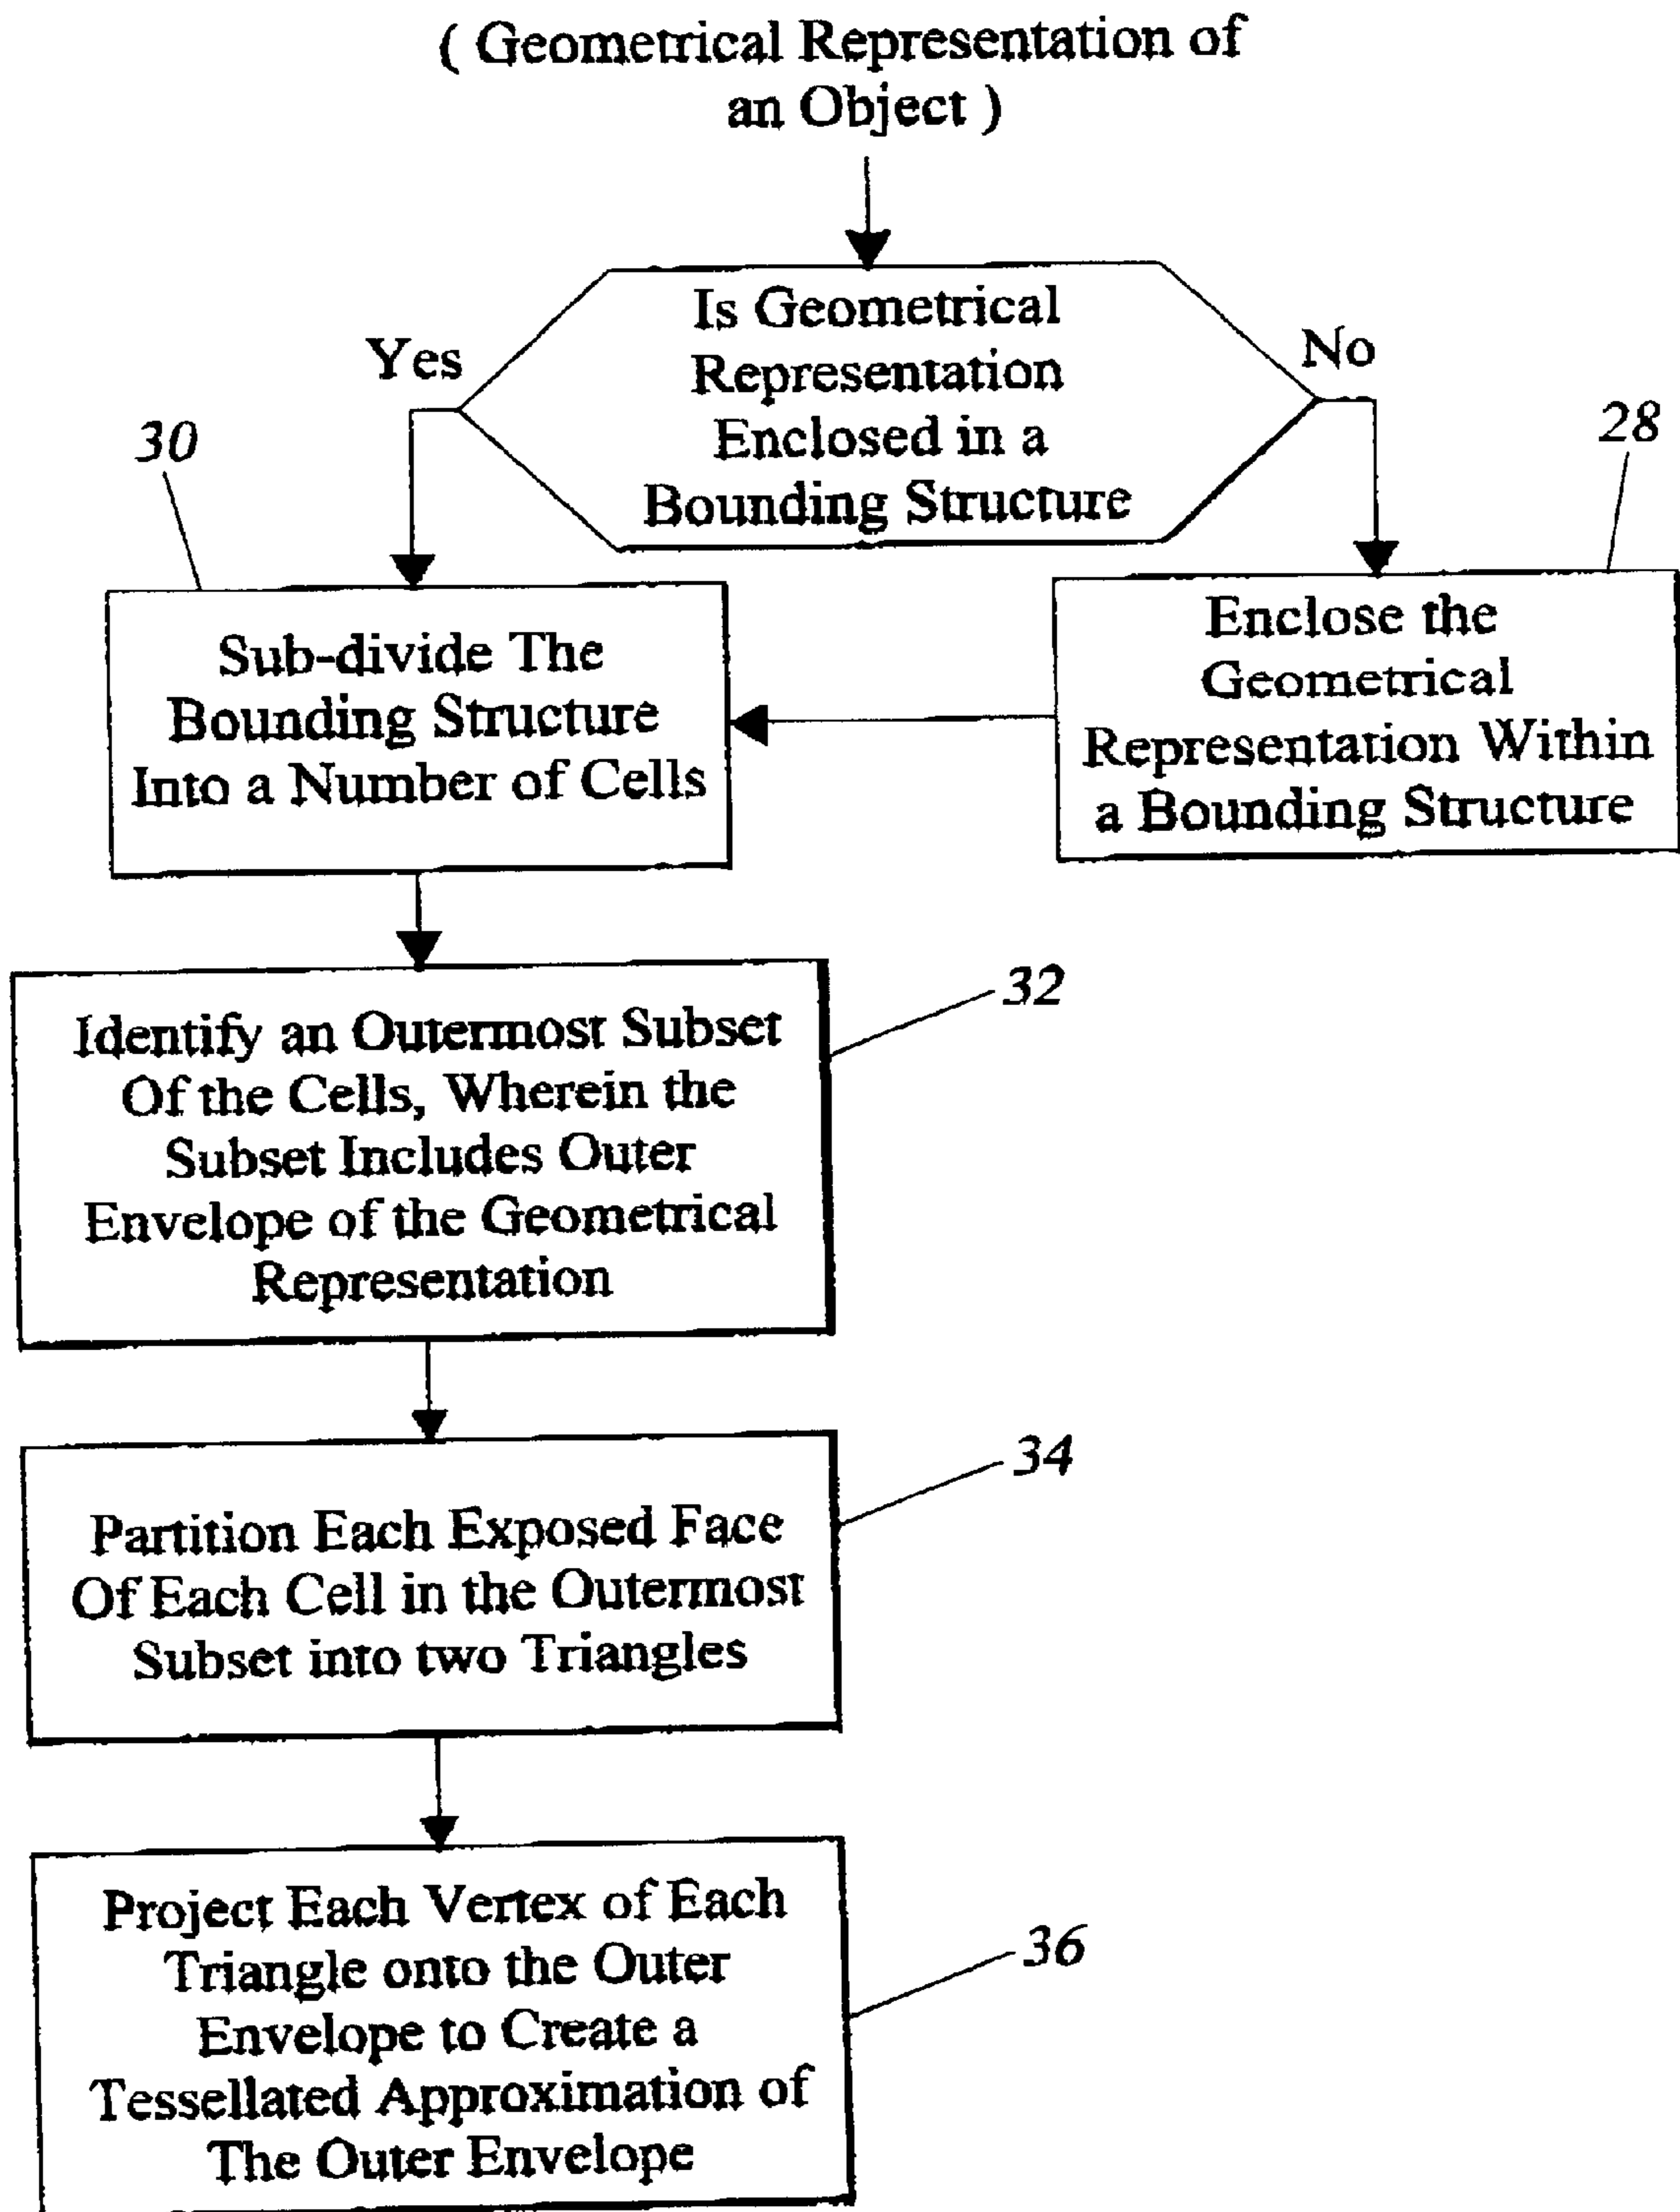 ( Geometrical Representation of
an Object )
Is Geometrical
Representation
Enclosed in a
Bounding Structure
Yes
No
30
28
Sub-divide The
Bounding Structure
Into a Number of Cells
Enclose the
Geometrical
Representation Within
a Bounding Structure
32
Identify an Outermost Subset
Of the Cells, Wherein the
Subset Includes Outer
Envelope of the Geometrical
Representation
34
Partition Each Exposed Face
Of Each Cell in the Outermost
Subset into two Triangles
36
Project Each Vertex of Each
Triangle onto the Outer
Envelope to Create a
Tessellated Approximation of
The Outer Envelope